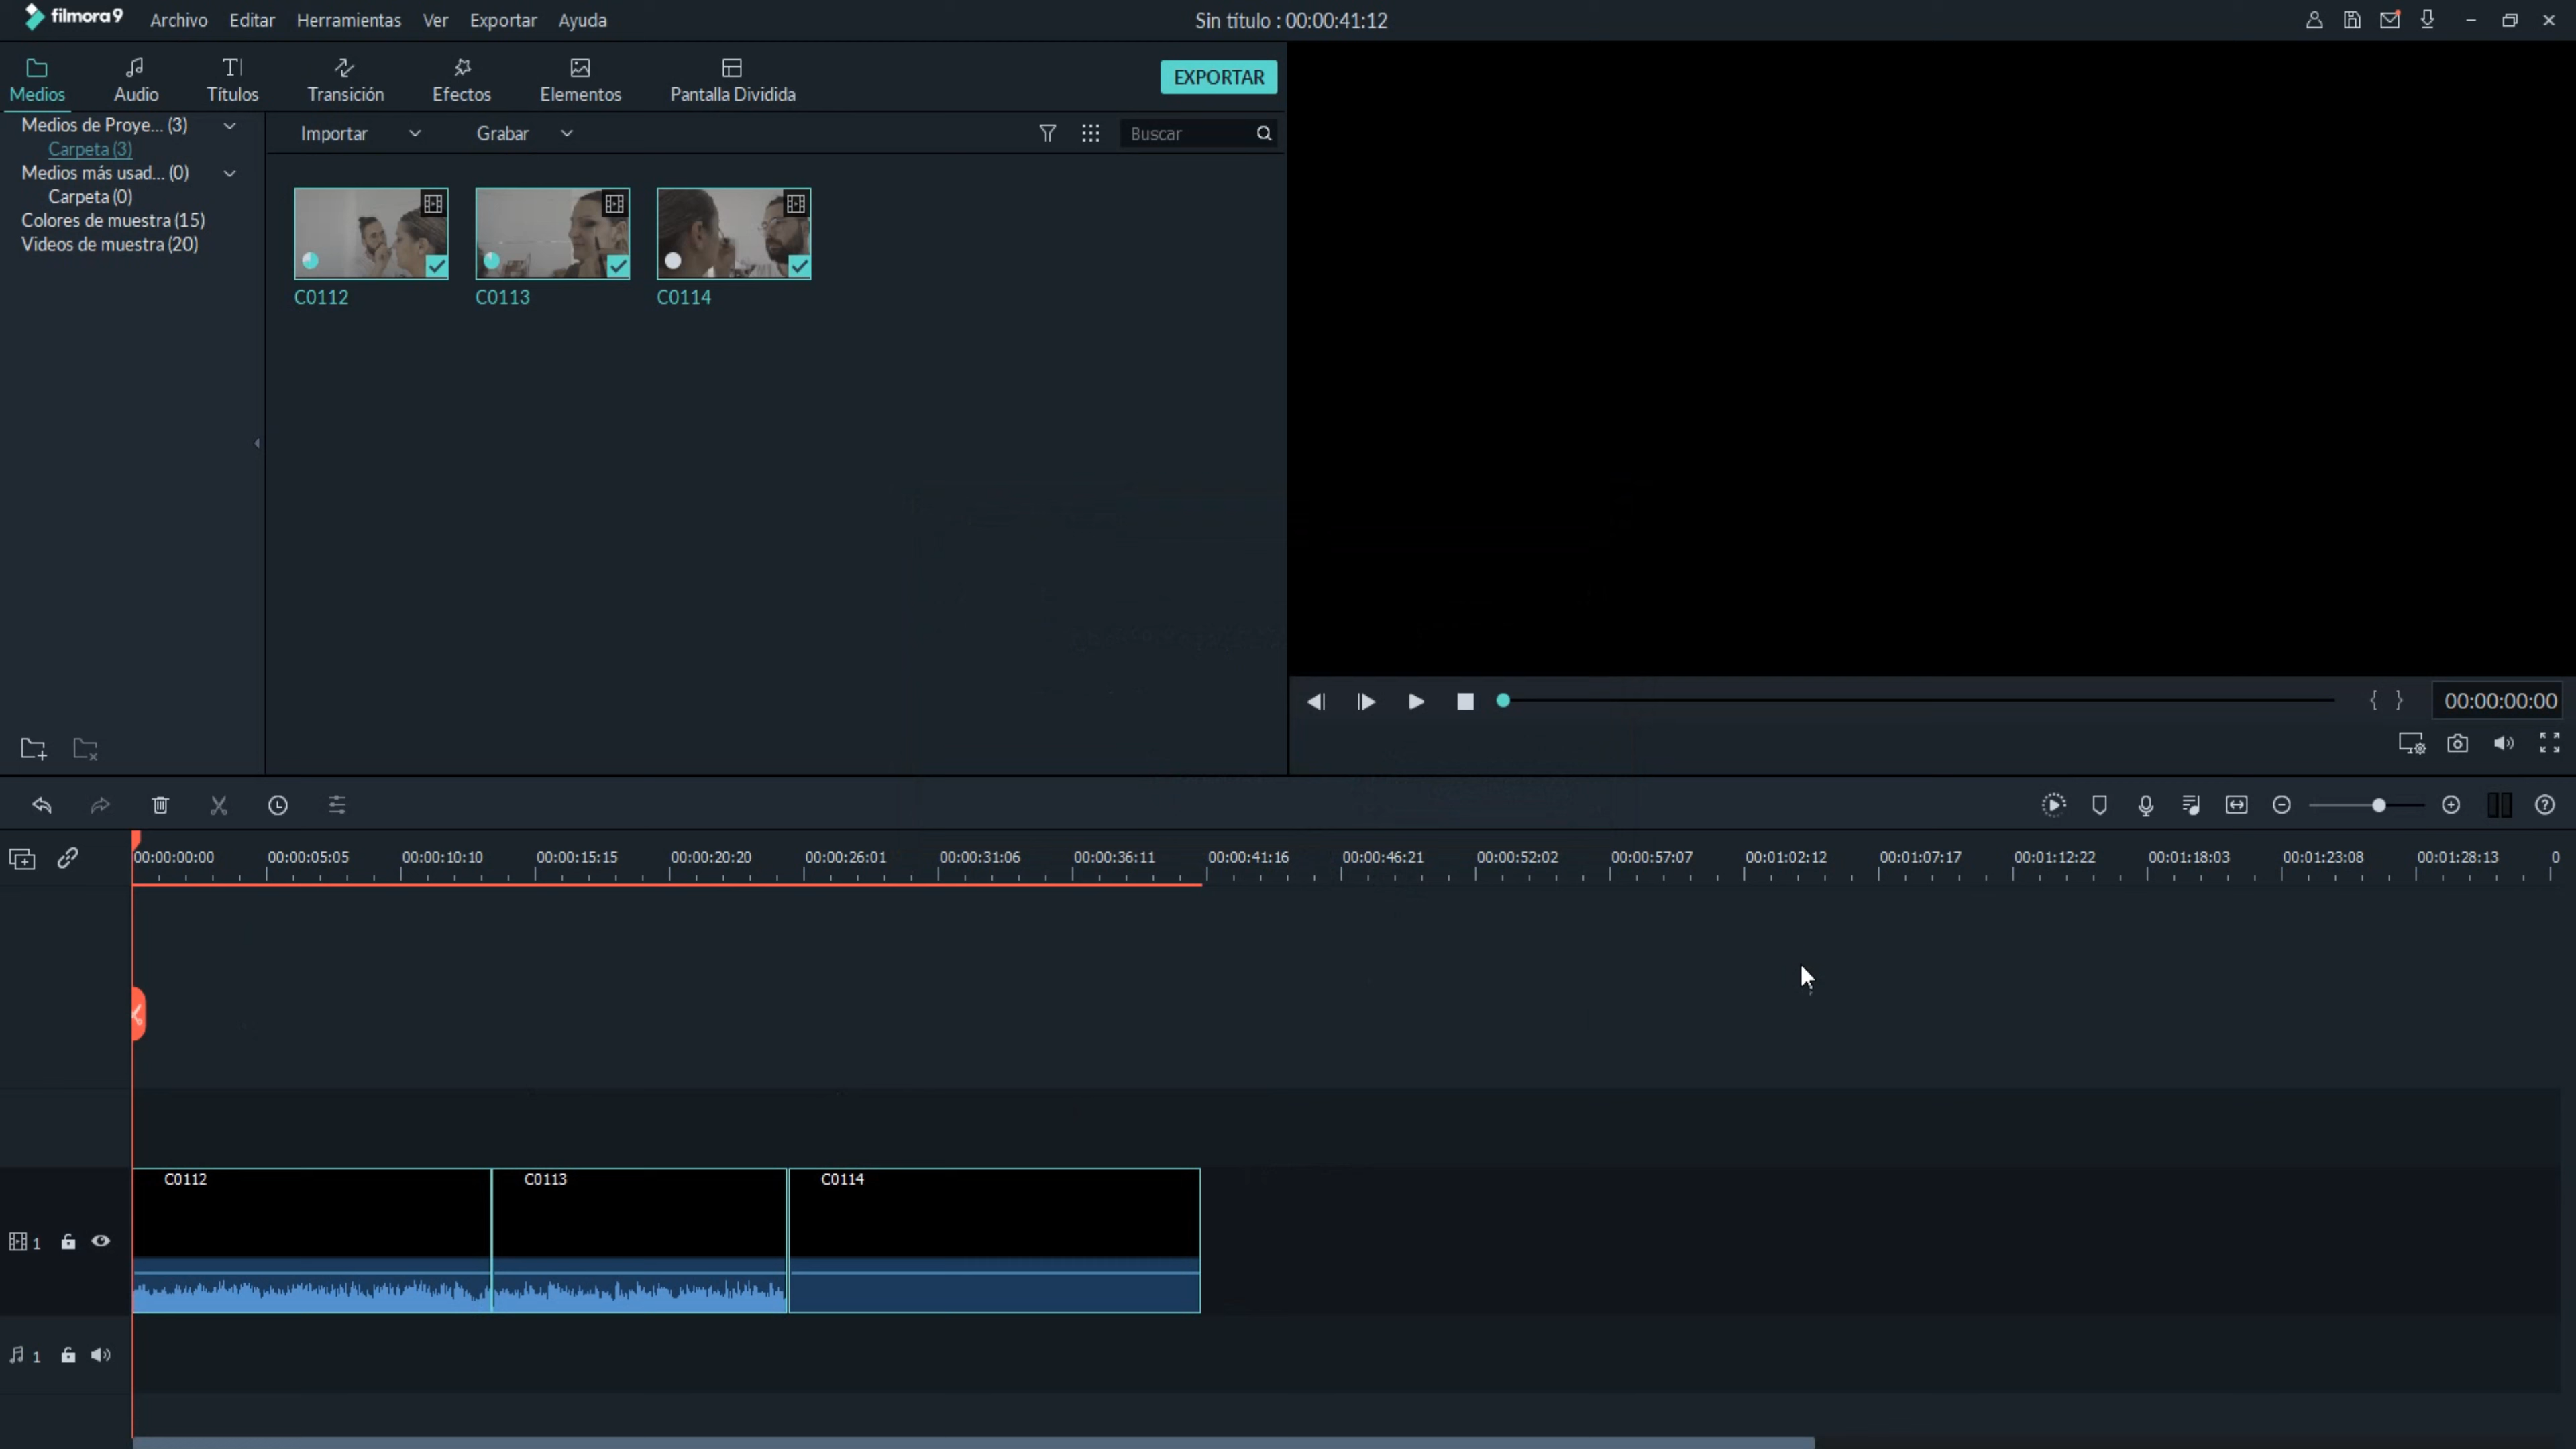 filmora9 Archivo Editar Herramientas Ver Exportar Ayuda Sin título : 00:00:41:12
Medios Audio Títulos Transición Efectos Elementos Pantalla Dividida EXPORTAR
Medios de Proye... (3) Importar Grabar Buscar
Carpeta (3)
Medios más usad... (0)
Carpeta (0)
Colores de muestra (15)
Videos de muestra (20)
C0112 C0113 C0114
{ } 00:00:00:00
00:00:00:00 00:00:05:05 00:00:10:10 00:00:15:15 00:00:20:20 00:00:26:01 00:00:31:06 00:00:36:11 00:00:41:16 00:00:46:21 00:00:52:02 00:00:57:07 00:01:02:12 00:01:07:17 00:01:12:22 00:01:18:03 00:01:23:08 00:01:28:13 0
C0112 C0113 C0114
1
1